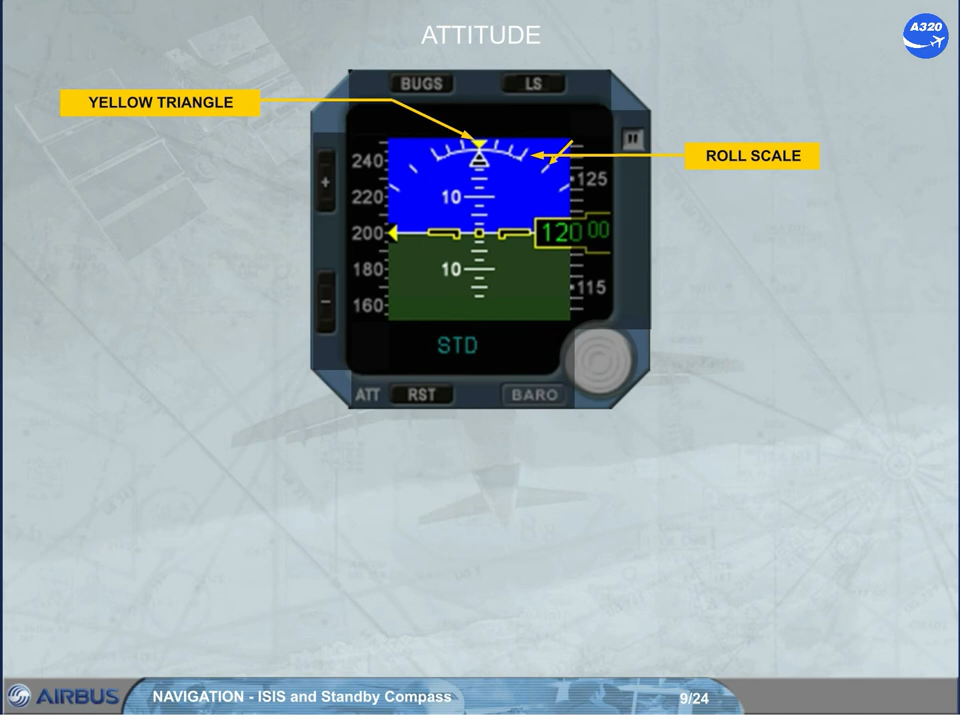 ATTITUDE
A320
YELLOW TRIANGLE
BUGS
LS
ROLL SCALE
240
125
+
220
10
200
120 00
180
10
115
−
160
STD
ATT
RST
BARO
AIRBUS
NAVIGATION - ISIS and Standby Compass
9/24